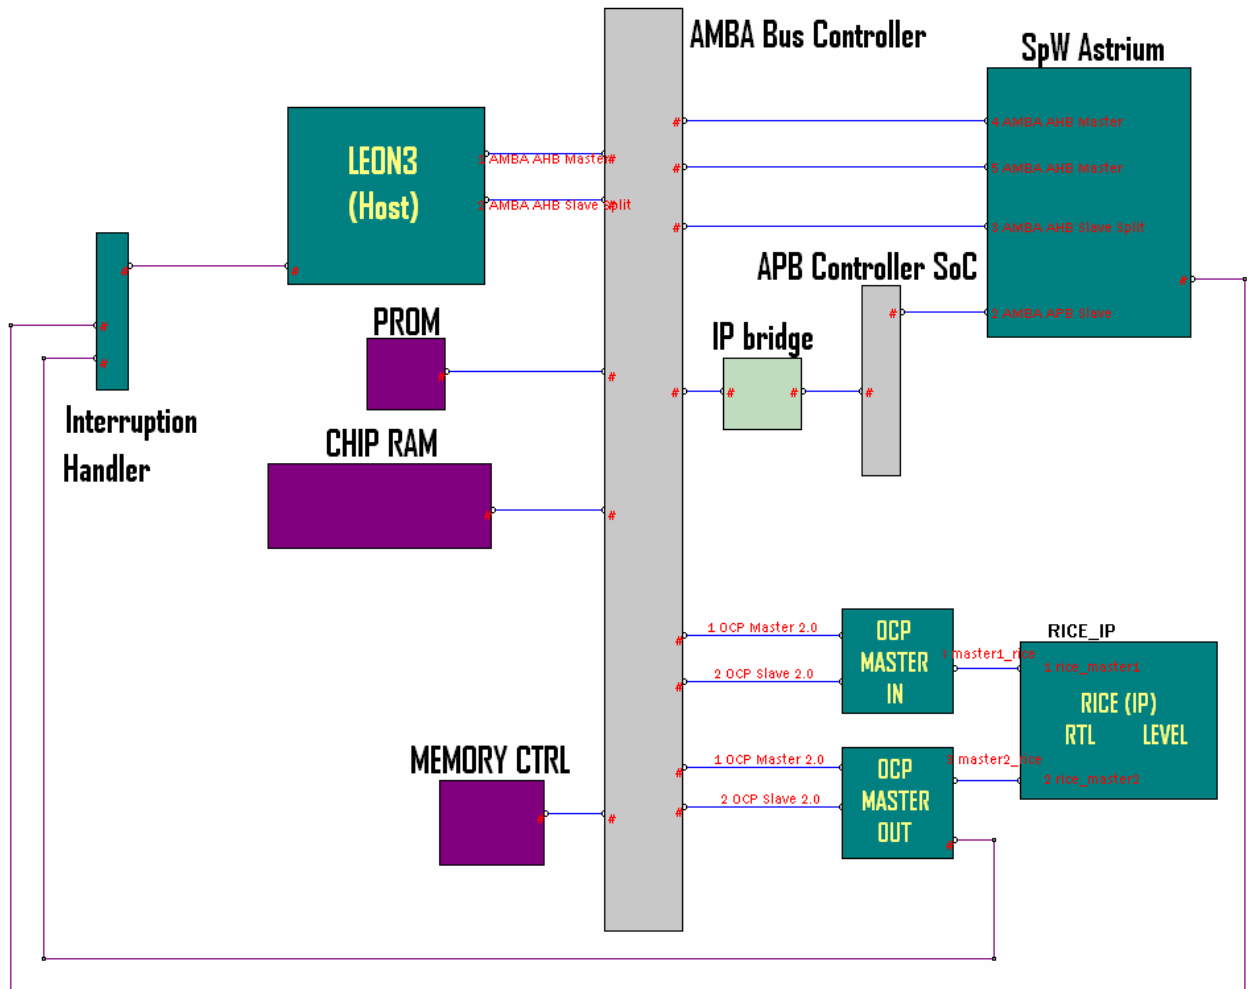 AMBA Bus Controller
SpW Astrium
LEON3
(Host)
1 AMBA AHB Master
#
2 AMBA AHB Slave Split
#
#
#
#
#
#
4 AMBA AHB Master
5 AMBA AHB Master
3 AMBA AHB Slave Split
#
2 AMBA APB Slave
APB Controller SoC
#
#
#
#
#
Interruption
Handler
PROM
#
#
IP bridge
#
#
#
CHIP RAM
#
#
1 OCP Master 2.0
#
2 OCP Slave 2.0
#
OCP
MASTER
IN
1 master1_rice
RICE_IP
1 rice_master1
RICE (IP)
RTL LEVEL
2 rice_master2
MEMORY CTRL
#
#
1 OCP Master 2.0
#
2 OCP Slave 2.0
#
OCP
MASTER
OUT
3 master2_rice
#